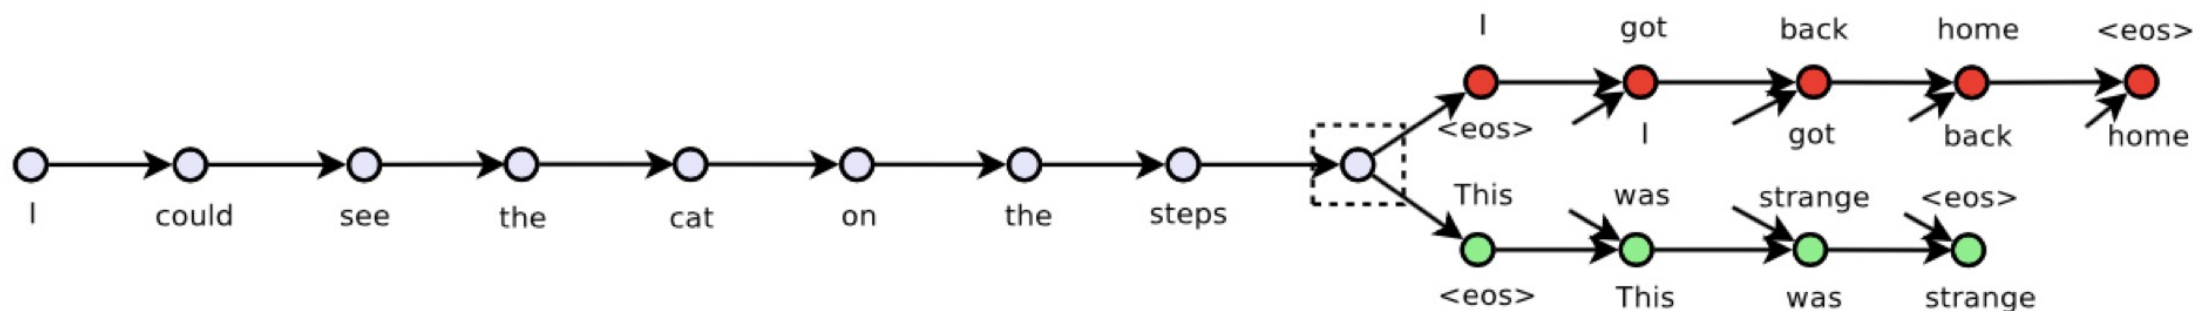 I got back home <eos>
<eos> I got back home
I could see the cat on the steps
This was strange <eos>
<eos> This was strange